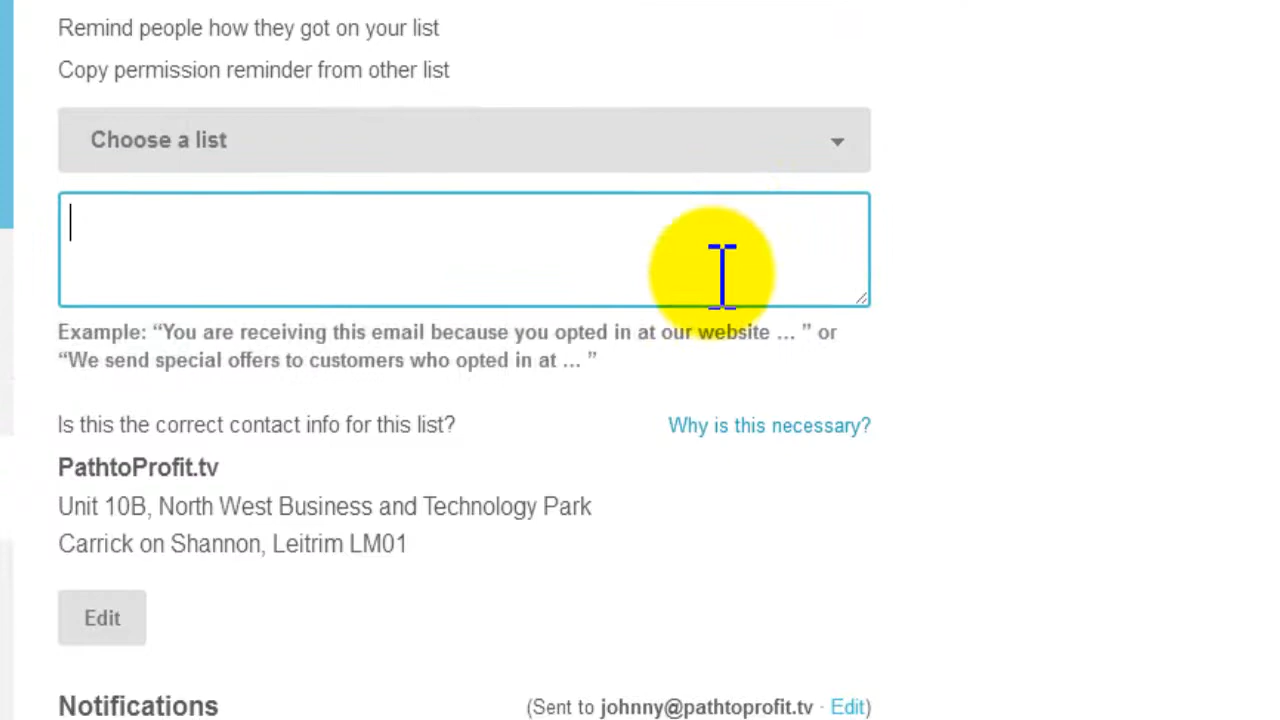 Remind people how they got on your list
Copy permission reminder from other list
Choose a list
Example: “You are receiving this email because you opted in at our website ... ” or
“We send special offers to customers who opted in at ... ”
Is this the correct contact info for this list?
Why is this necessary?
PathtoProfit.tv
Unit 10B, North West Business and Technology Park
Carrick on Shannon, Leitrim LM01
Edit
Notifications
(Sent to johnny@pathtoprofit.tv · Edit)